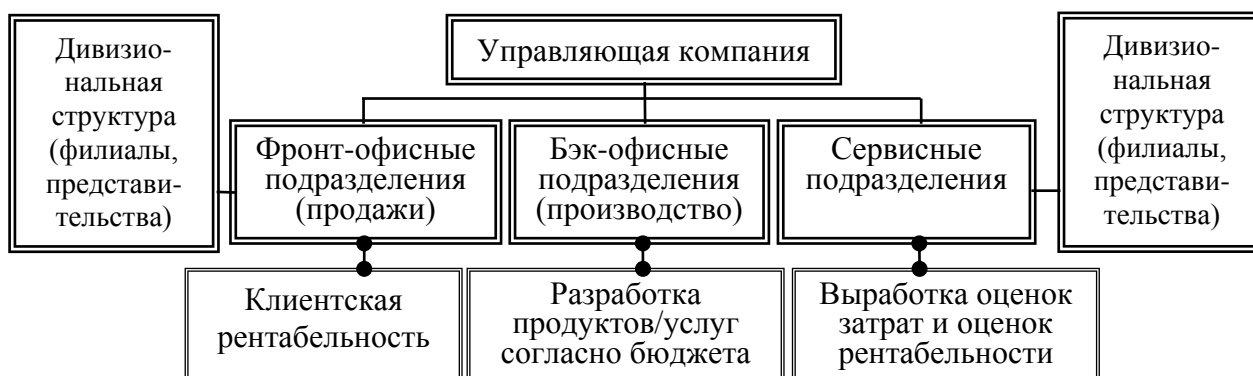 Управляющая компания
Дивизио-
нальная
структура
(филиалы,
представи-
тельства)
Фронт-офисные
подразделения
(продажи)
Бэк-офисные
подразделения
(производство)
Сервисные
подразделения
Дивизио-
нальная
структура
(филиалы,
представи-
тельства)
Клиентская
рентабельность
Разработка
продуктов/услуг
согласно бюджета
Выработка оценок
затрат и оценок
рентабельности